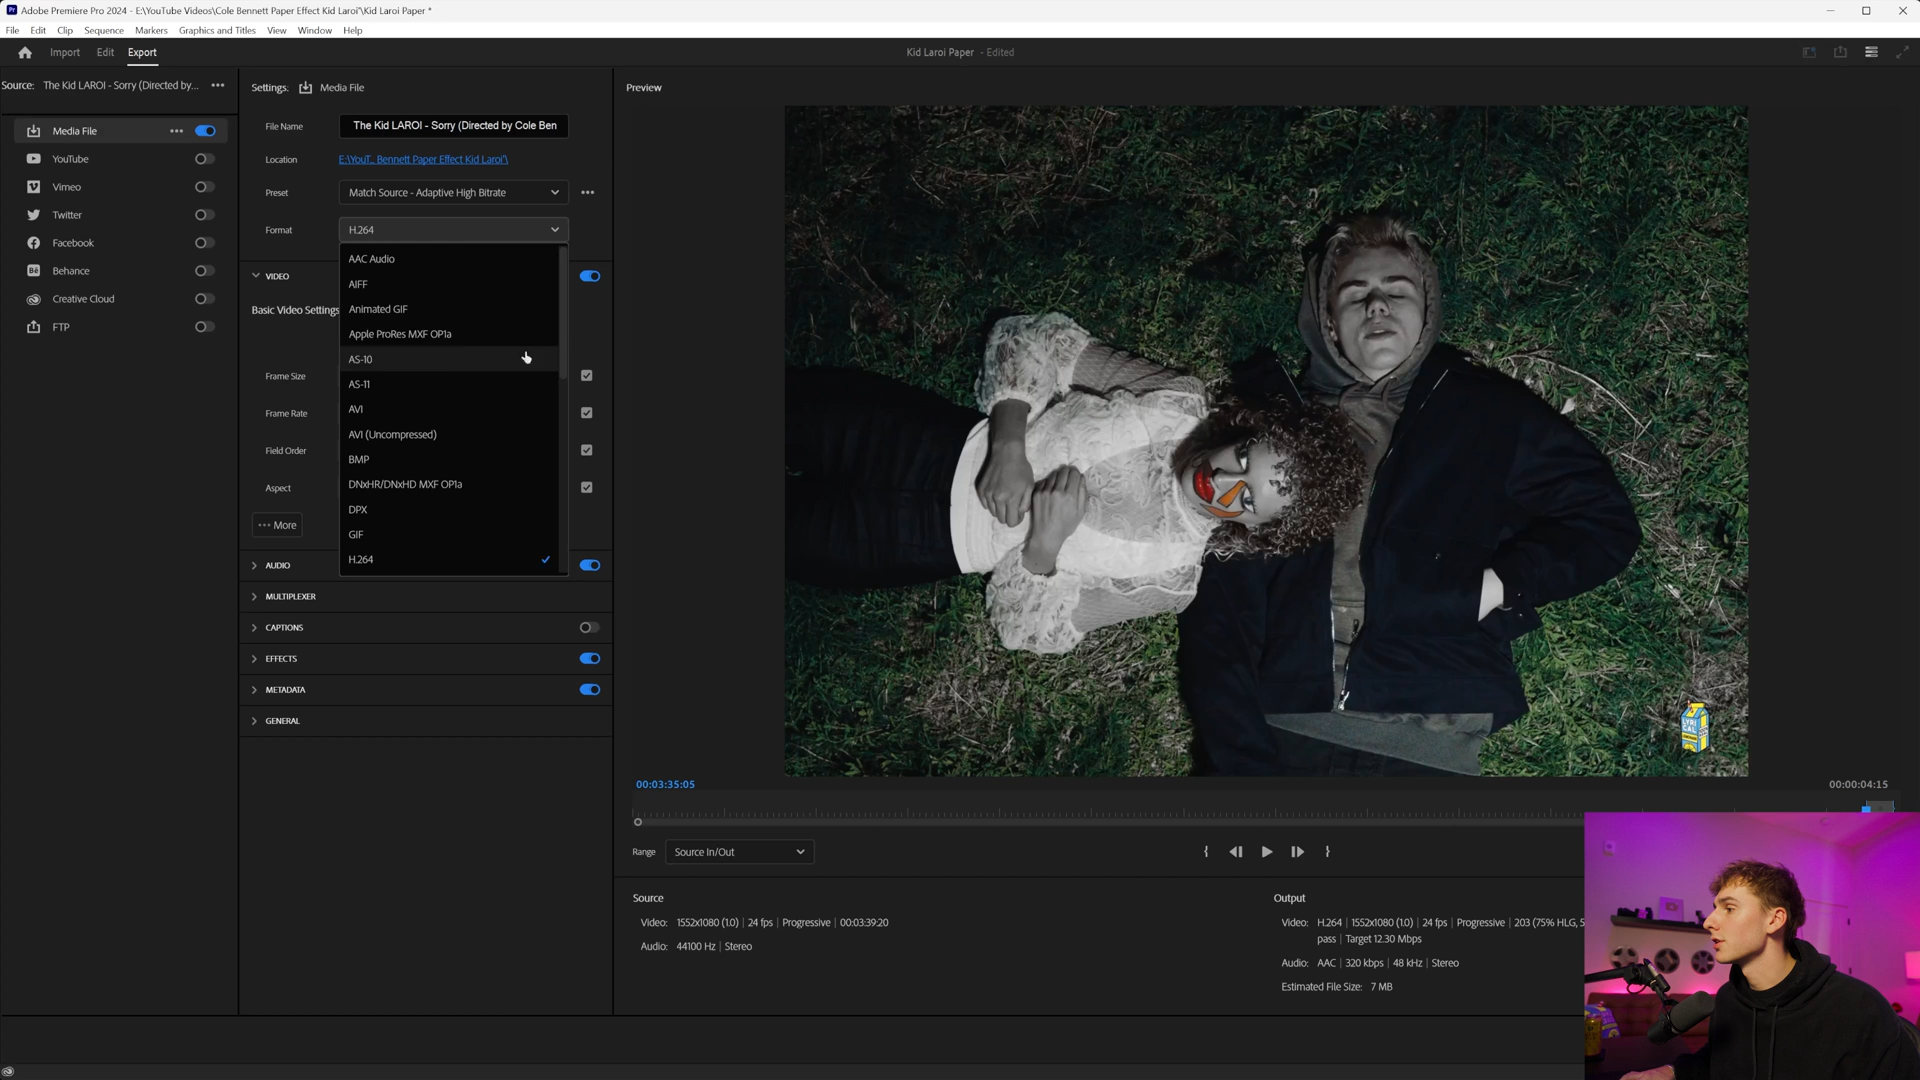 Adobe Premiere Pro 2024 - E:\YouTube Videos\Cole Bennett Paper Effect Kid Laroi"\Kid Laroi Paper *
File Edit Clip Sequence Markers Graphics and Titles View Window Help
Import Edit Export
Kid Laroi Paper - Edited
Source: The Kid LAROI - Sorry (Directed by...
Media File
YouTube
Vimeo
Twitter
Facebook
Behance
Creative Cloud
FTP
Settings: Media File
File Name The Kid LAROI - Sorry (Directed by Cole Ben
Location E:\YouT... Bennett Paper Effect Kid Laroi"\
Preset Match Source - Adaptive High Bitrate
Format H.264
AAC Audio
AIFF
Animated GIF
Apple ProRes MXF OP1a
AS-10
AS-11
AVI
AVI (Uncompressed)
BMP
DNxHR/DNxHD MXF OP1a
DPX
GIF
H.264
VIDEO
Basic Video Settings
Frame Size
Frame Rate
Field Order
Aspect
More
AUDIO
MULTIPLEXER
CAPTIONS
EFFECTS
METADATA
GENERAL
Preview
LYRI
CAL
00:03:35:05
00:00:04:15
Range Source In/Out
Source
Video: 1552x1080 (1.0) | 24 fps | Progressive | 00:03:39:20
Audio: 44100 Hz | Stereo
Output
Video: H.264 | 1552x1080 (1.0) | 24 fps | Progressive | 203 (75% HLG, 5
pass | Target 12.30 Mbps
Audio: AAC | 320 kbps | 48 kHz | Stereo
Estimated File Size: 7 MB